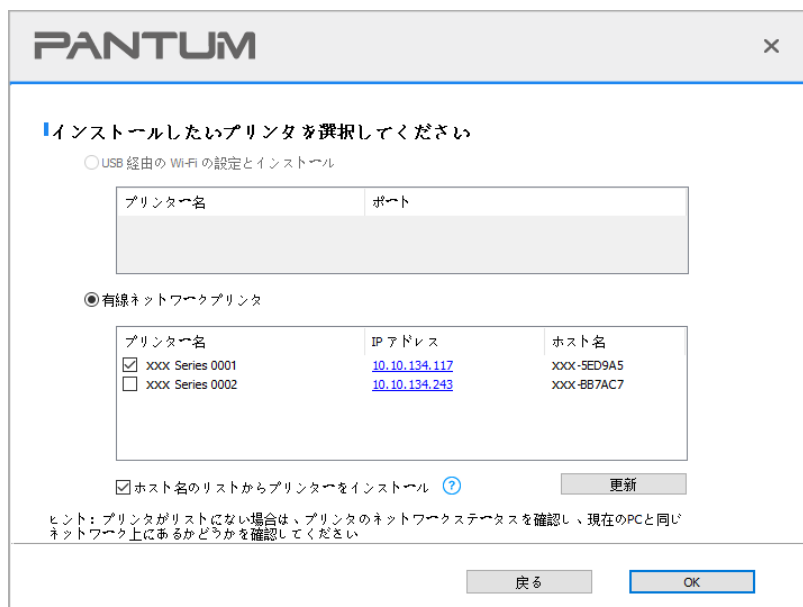 PANTUM
インストールしたいプリンタを選択してください
USB 経由の Wi-Fi の設定とインストール
プリンター名 ポート
有線ネットワークプリンタ
プリンター名 IP アドレス ホスト名
xxx Series 0001 10.10.134.117 xxx-5ED9A5
xxx Series 0002 10.10.134.243 xxx-BB7AC7
ホスト名のリストからプリンターをインストール ? 更新
ヒント：プリンタがリストにない場合は、プリンタのネットワークステータスを確認し、現在のPCと同じ
ネットワーク上にあるかどうかを確認してください
戻る OK